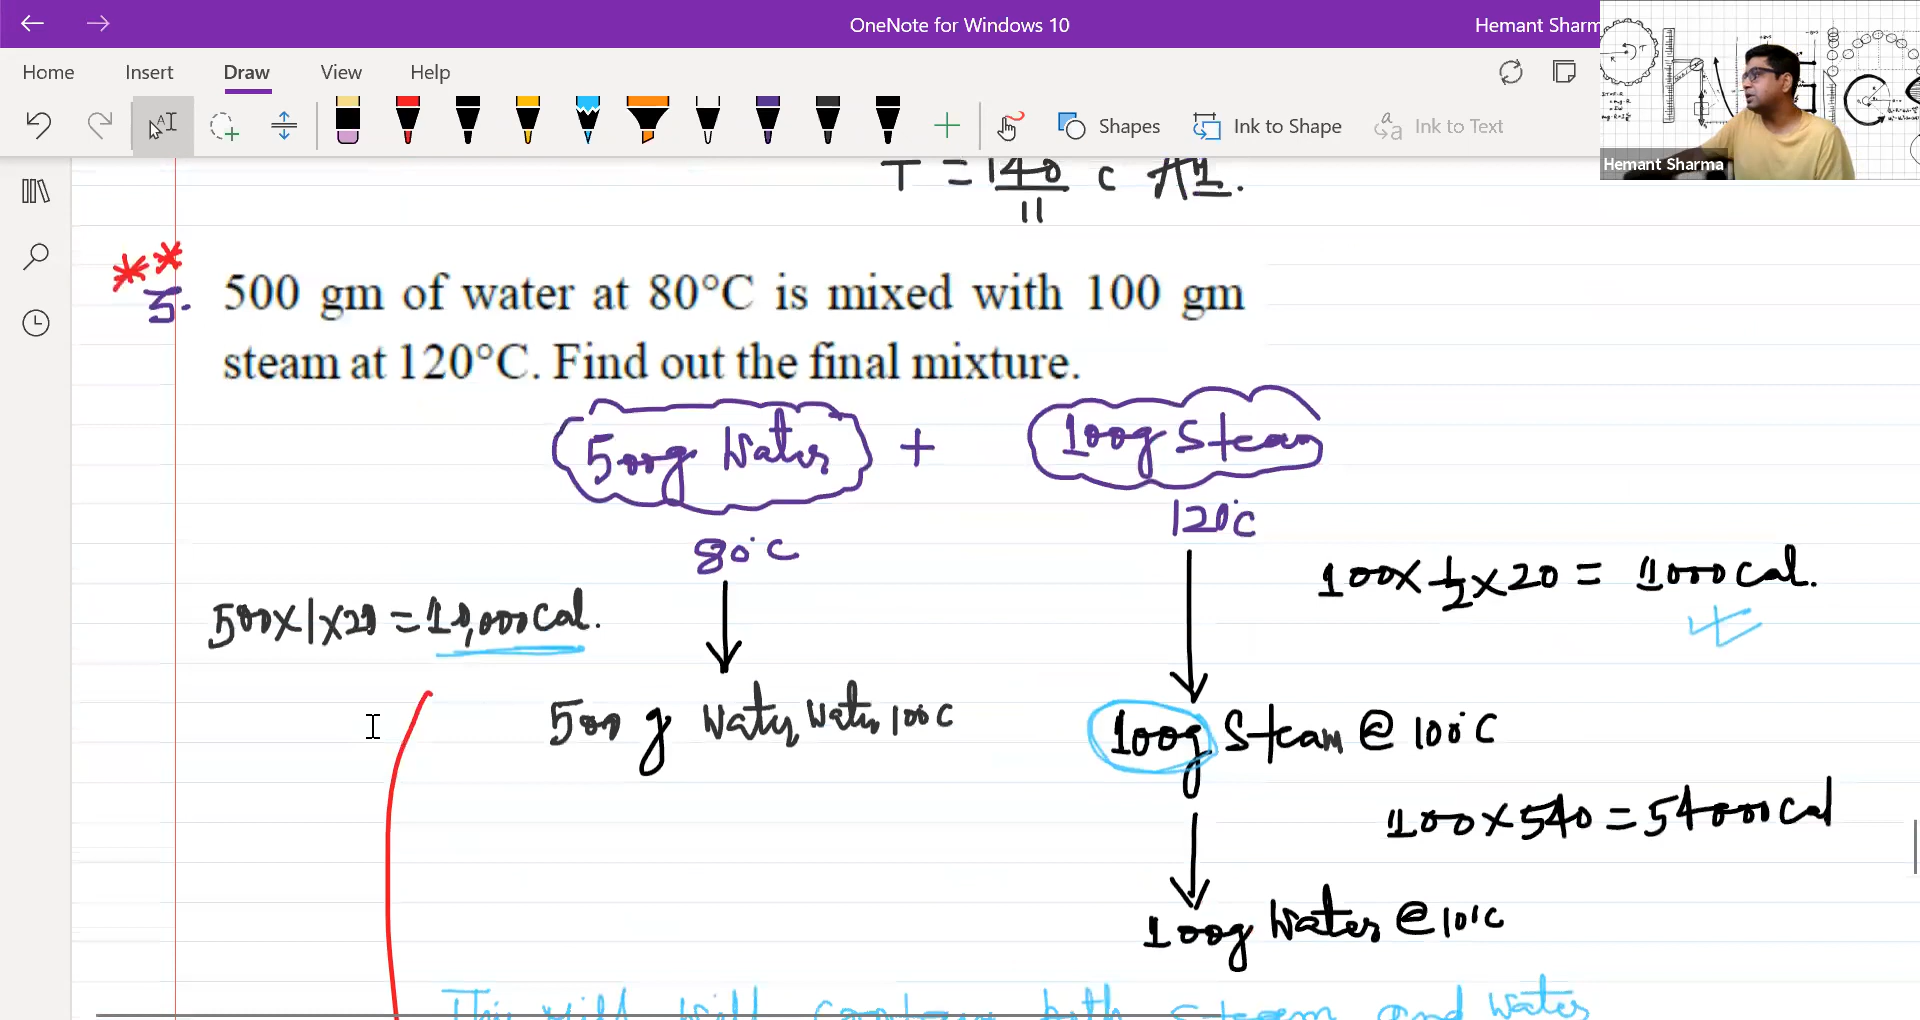 OneNote for Windows 10
Hemant Sharm
Home Insert Draw View Help
Shapes Ink to Shape Ink to Text
Hemant Sharma
T = 140/11 c
5. 500 gm of water at 80°C is mixed with 100 gm
steam at 120°C. Find out the final mixture.
500g Water + 100g Steam
80°C 120°C
100 × 1/2 × 20 = 1000 cal.
500 × 1 × 20 = 10,000 cal.
500 g water water 100c
100g Steam @ 100°C
100 × 540 = 54000 cal
100g water @ 100°C
will contain both steam and water